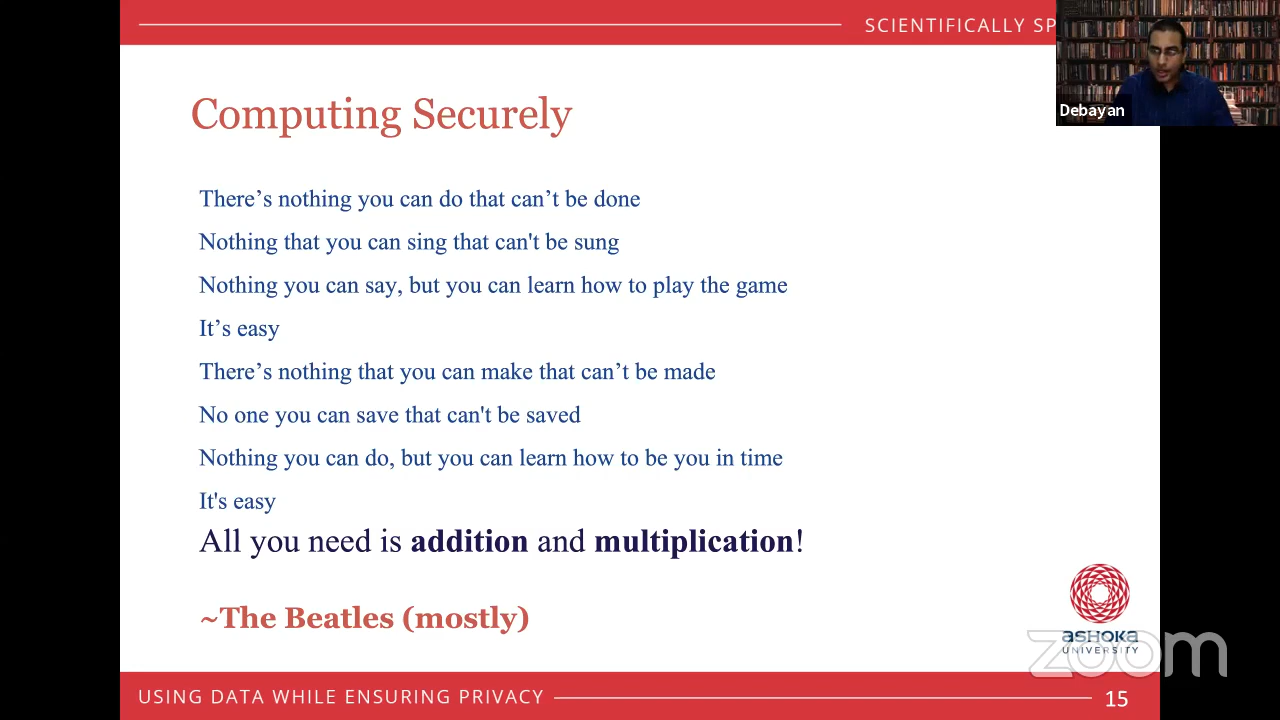 SCIENTIFICALLY SP
Debayan
Computing Securely
There’s nothing you can do that can’t be done
Nothing that you can sing that can't be sung
Nothing you can say, but you can learn how to play the game
It’s easy
There’s nothing that you can make that can’t be made
No one you can save that can't be saved
Nothing you can do, but you can learn how to be you in time
It's easy
All you need is addition and multiplication!
~The Beatles (mostly)
ASHOKA
UNIVERSITY
zoom
USING DATA WHILE ENSURING PRIVACY
15